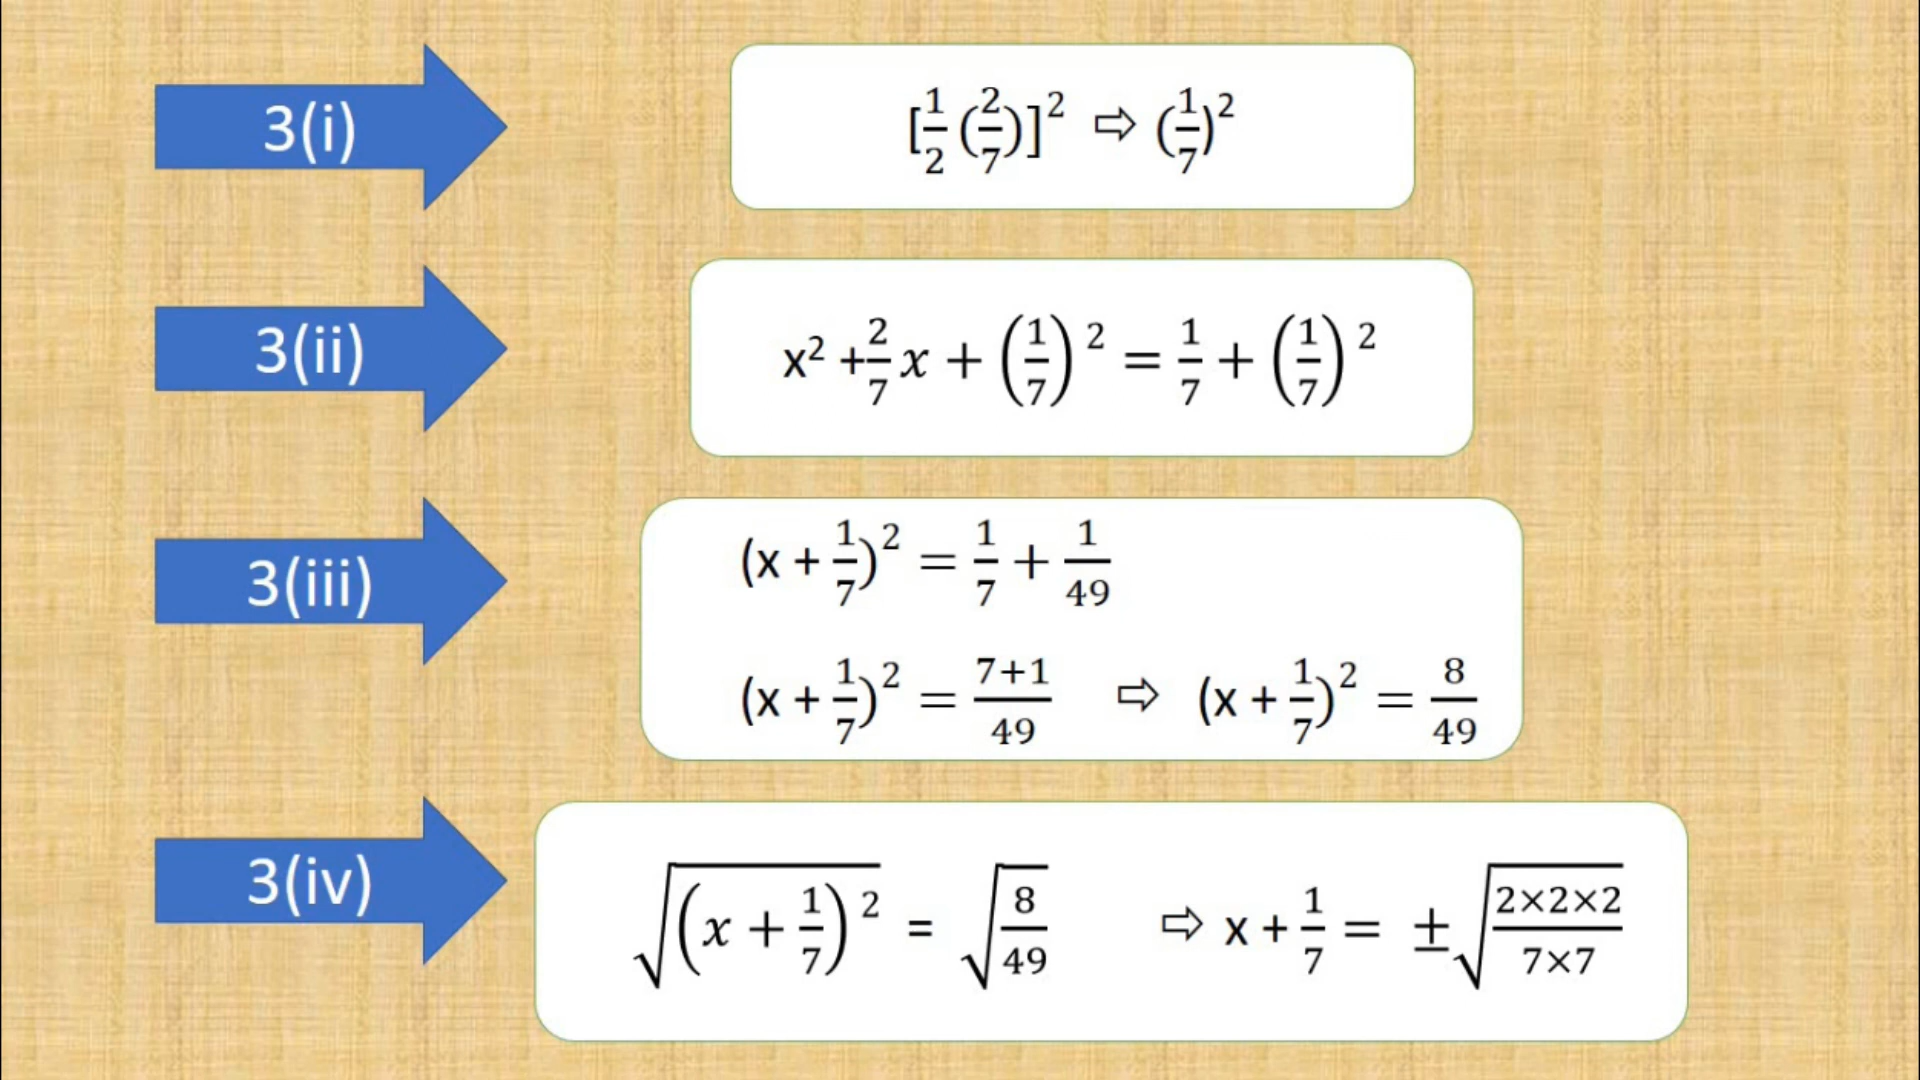 3(i)
[1/2 (2/7)]² ⇨ (1/7)²
3(ii)
x² + 2/7 x + (1/7)² = 1/7 + (1/7)²
3(iii)
(x + 1/7)² = 1/7 + 1/49
(x + 1/7)² = 7+1/49 ⇨ (x + 1/7)² = 8/49
3(iv)
√(x + 1/7)² = √8/49 ⇨ x + 1/7 = ±√2×2×2/7×7